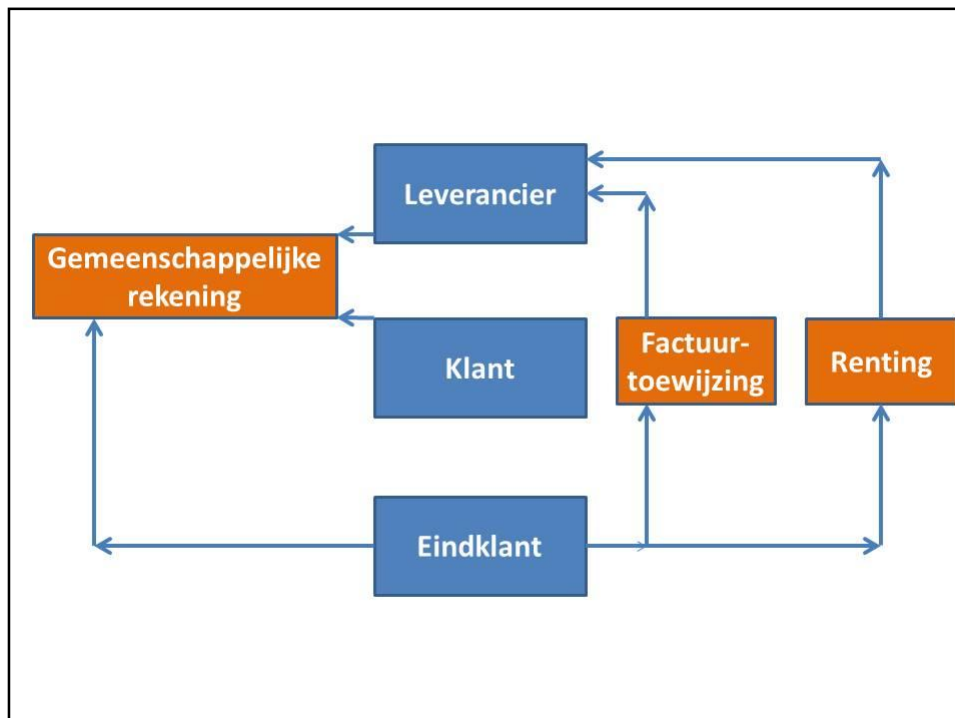 Leverancier
Gemeenschappelijke
rekening
Klant
Factuur-
toewijzing
Renting
Eindklant